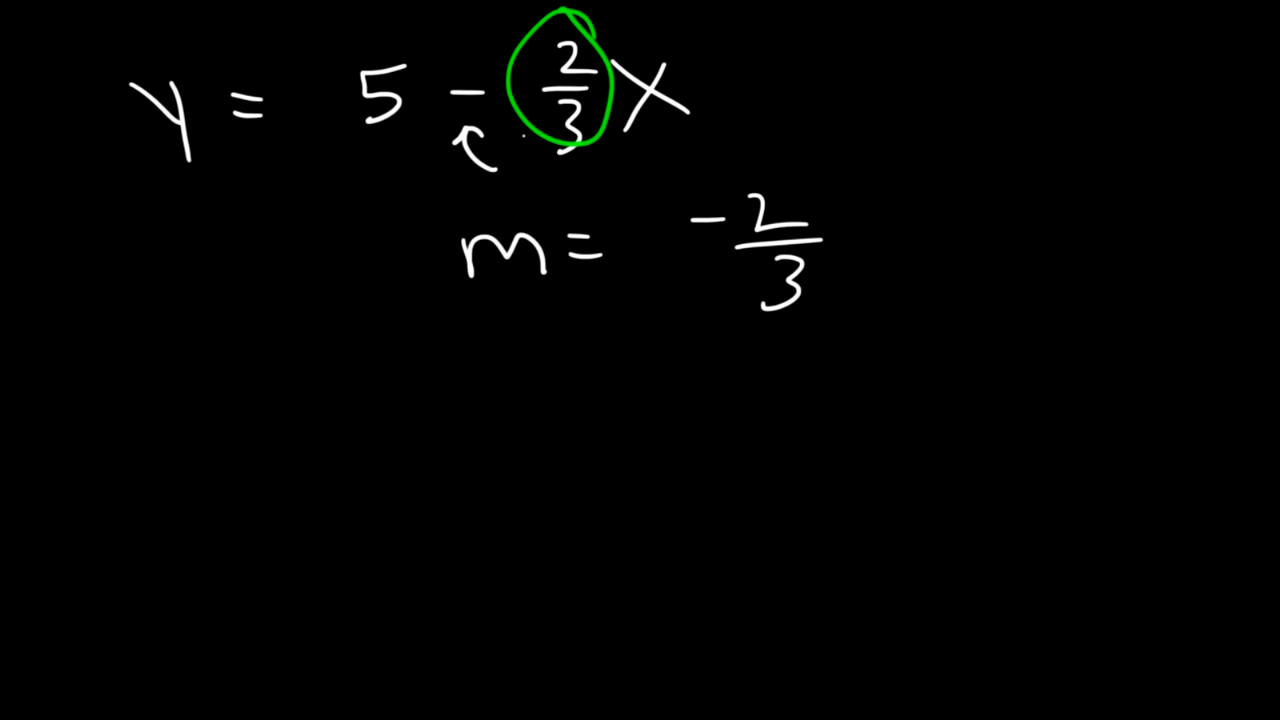 y = 5 - 2/3 x
m = -2/3